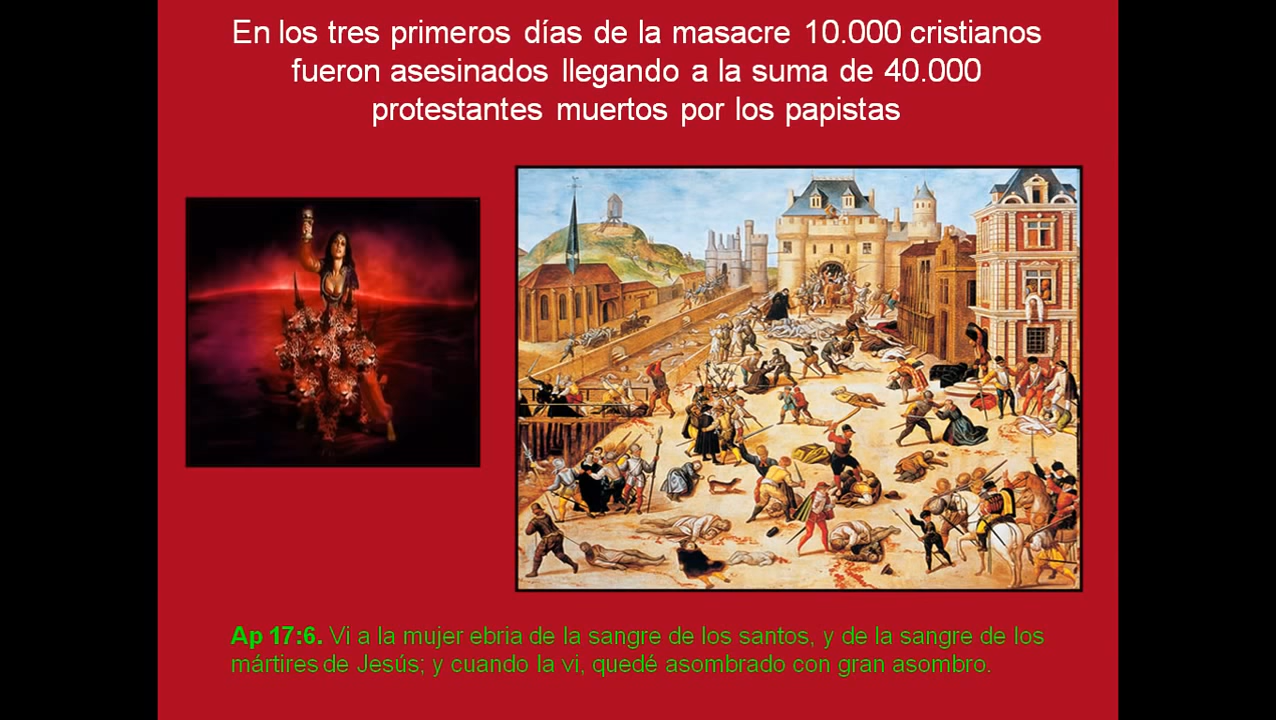 En los tres primeros días de la masacre 10.000 cristianos
fueron asesinados llegando a la suma de 40.000
protestantes muertos por los papistas
Ap 17:6. Vi a la mujer ebria de la sangre de los santos, y de la sangre de los
mártires de Jesús; y cuando la vi, quedé asombrado con gran asombro.